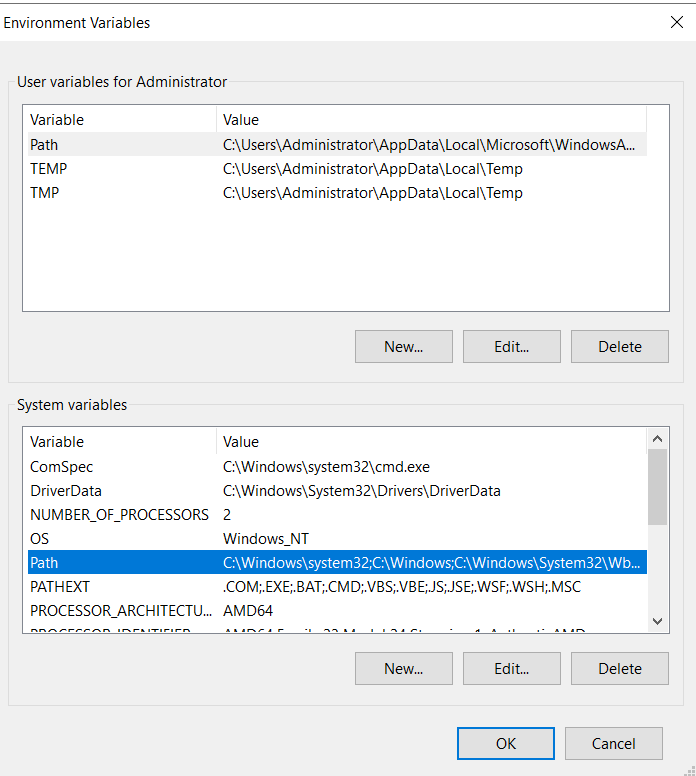 Environment Variables
User variables for Administrator
Variable Value
Path C:\Users\Administrator\AppData\Local\Microsoft\WindowsA...
TEMP C:\Users\Administrator\AppData\Local\Temp
TMP C:\Users\Administrator\AppData\Local\Temp
New... Edit... Delete
System variables
Variable Value
ComSpec C:\Windows\system32\cmd.exe
DriverData C:\Windows\System32\Drivers\DriverData
NUMBER_OF_PROCESSORS 2
OS Windows_NT
Path C:\Windows\system32;C:\Windows;C:\Windows\System32\Wb...
PATHEXT .COM;.EXE;.BAT;.CMD;.VBS;.VBE;.JS;.JSE;.WSF;.WSH;.MSC
PROCESSOR_ARCHITECTU... AMD64
New... Edit... Delete
OK Cancel